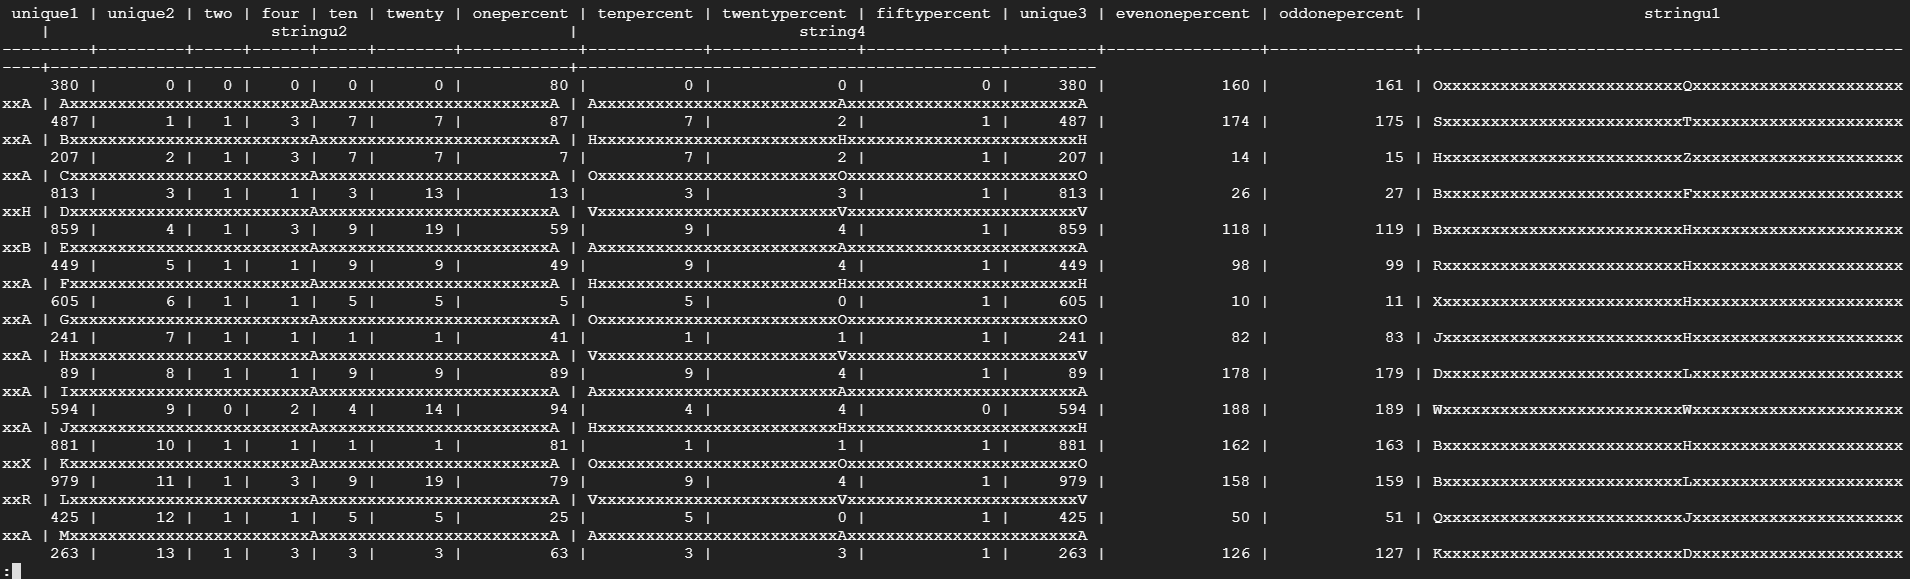 unique1 | unique2 | two | four | ten | twenty | onepercent | tenpercent | twentypercent | fiftypercent | unique3 | evenonepercent | oddonepercent |                       stringu1
    |                       stringu2                       |                       string4
---------+---------+-----+------+-----+--------+------------+------------+---------------+--------------+---------+----------------+---------------+--------------------------------------------------
----+------------------------------------------------------+------------------------------------------------------
     380 |       0 |   0 |    0 |   0 |      0 |         80 |          0 |             0 |            0 |     380 |            160 |           161 | OxxxxxxxxxxxxxxxxxxxxxxxxxQxxxxxxxxxxxxxxxxxxxxxx
xxA | AxxxxxxxxxxxxxxxxxxxxxxxxxAxxxxxxxxxxxxxxxxxxxxxxxxA | AxxxxxxxxxxxxxxxxxxxxxxxxxAxxxxxxxxxxxxxxxxxxxxxxxxA
     487 |       1 |   1 |    3 |   7 |      7 |         87 |          7 |             2 |            1 |     487 |            174 |           175 | SxxxxxxxxxxxxxxxxxxxxxxxxxTxxxxxxxxxxxxxxxxxxxxxx
xxA | BxxxxxxxxxxxxxxxxxxxxxxxxxAxxxxxxxxxxxxxxxxxxxxxxxxA | HxxxxxxxxxxxxxxxxxxxxxxxxxHxxxxxxxxxxxxxxxxxxxxxxxxH
     207 |       2 |   1 |    3 |   7 |      7 |          7 |          7 |             2 |            1 |     207 |             14 |            15 | HxxxxxxxxxxxxxxxxxxxxxxxxxZxxxxxxxxxxxxxxxxxxxxxx
xxA | CxxxxxxxxxxxxxxxxxxxxxxxxxAxxxxxxxxxxxxxxxxxxxxxxxxA | OxxxxxxxxxxxxxxxxxxxxxxxxxOxxxxxxxxxxxxxxxxxxxxxxxxO
     813 |       3 |   1 |    1 |   3 |     13 |         13 |          3 |             3 |            1 |     813 |             26 |            27 | BxxxxxxxxxxxxxxxxxxxxxxxxxFxxxxxxxxxxxxxxxxxxxxxx
xxH | DxxxxxxxxxxxxxxxxxxxxxxxxxAxxxxxxxxxxxxxxxxxxxxxxxxA | VxxxxxxxxxxxxxxxxxxxxxxxxxVxxxxxxxxxxxxxxxxxxxxxxxxV
     859 |       4 |   1 |    3 |   9 |     19 |         59 |          9 |             4 |            1 |     859 |            118 |           119 | BxxxxxxxxxxxxxxxxxxxxxxxxxHxxxxxxxxxxxxxxxxxxxxxx
xxB | ExxxxxxxxxxxxxxxxxxxxxxxxxAxxxxxxxxxxxxxxxxxxxxxxxxA | AxxxxxxxxxxxxxxxxxxxxxxxxxAxxxxxxxxxxxxxxxxxxxxxxxxA
     449 |       5 |   1 |    1 |   9 |      9 |         49 |          9 |             4 |            1 |     449 |             98 |            99 | RxxxxxxxxxxxxxxxxxxxxxxxxxHxxxxxxxxxxxxxxxxxxxxxx
xxA | FxxxxxxxxxxxxxxxxxxxxxxxxxAxxxxxxxxxxxxxxxxxxxxxxxxA | HxxxxxxxxxxxxxxxxxxxxxxxxxHxxxxxxxxxxxxxxxxxxxxxxxxH
     605 |       6 |   1 |    1 |   5 |      5 |          5 |          5 |             0 |            1 |     605 |             10 |            11 | XxxxxxxxxxxxxxxxxxxxxxxxxxHxxxxxxxxxxxxxxxxxxxxxx
xxA | GxxxxxxxxxxxxxxxxxxxxxxxxxAxxxxxxxxxxxxxxxxxxxxxxxxA | OxxxxxxxxxxxxxxxxxxxxxxxxxOxxxxxxxxxxxxxxxxxxxxxxxxO
     241 |       7 |   1 |    1 |   1 |      1 |         41 |          1 |             1 |            1 |     241 |             82 |            83 | JxxxxxxxxxxxxxxxxxxxxxxxxxHxxxxxxxxxxxxxxxxxxxxxx
xxA | HxxxxxxxxxxxxxxxxxxxxxxxxxAxxxxxxxxxxxxxxxxxxxxxxxxA | VxxxxxxxxxxxxxxxxxxxxxxxxxVxxxxxxxxxxxxxxxxxxxxxxxxV
      89 |       8 |   1 |    1 |   9 |      9 |         89 |          9 |             4 |            1 |      89 |            178 |           179 | DxxxxxxxxxxxxxxxxxxxxxxxxxLxxxxxxxxxxxxxxxxxxxxxx
xxA | IxxxxxxxxxxxxxxxxxxxxxxxxxAxxxxxxxxxxxxxxxxxxxxxxxxA | AxxxxxxxxxxxxxxxxxxxxxxxxxAxxxxxxxxxxxxxxxxxxxxxxxxA
     594 |       9 |   0 |    2 |   4 |     14 |         94 |          4 |             4 |            0 |     594 |            188 |           189 | WxxxxxxxxxxxxxxxxxxxxxxxxxWxxxxxxxxxxxxxxxxxxxxxx
xxA | JxxxxxxxxxxxxxxxxxxxxxxxxxAxxxxxxxxxxxxxxxxxxxxxxxxA | HxxxxxxxxxxxxxxxxxxxxxxxxxHxxxxxxxxxxxxxxxxxxxxxxxxH
     881 |      10 |   1 |    1 |   1 |      1 |         81 |          1 |             1 |            1 |     881 |            162 |           163 | BxxxxxxxxxxxxxxxxxxxxxxxxxHxxxxxxxxxxxxxxxxxxxxxx
xxX | KxxxxxxxxxxxxxxxxxxxxxxxxxAxxxxxxxxxxxxxxxxxxxxxxxxA | OxxxxxxxxxxxxxxxxxxxxxxxxxOxxxxxxxxxxxxxxxxxxxxxxxxO
     979 |      11 |   1 |    3 |   9 |     19 |         79 |          9 |             4 |            1 |     979 |            158 |           159 | BxxxxxxxxxxxxxxxxxxxxxxxxxLxxxxxxxxxxxxxxxxxxxxxx
xxR | LxxxxxxxxxxxxxxxxxxxxxxxxxAxxxxxxxxxxxxxxxxxxxxxxxxA | VxxxxxxxxxxxxxxxxxxxxxxxxxVxxxxxxxxxxxxxxxxxxxxxxxxV
     425 |      12 |   1 |    1 |   5 |      5 |         25 |          5 |             0 |            1 |     425 |             50 |            51 | QxxxxxxxxxxxxxxxxxxxxxxxxxJxxxxxxxxxxxxxxxxxxxxxx
xxA | MxxxxxxxxxxxxxxxxxxxxxxxxxAxxxxxxxxxxxxxxxxxxxxxxxxA | AxxxxxxxxxxxxxxxxxxxxxxxxxAxxxxxxxxxxxxxxxxxxxxxxxxA
     263 |      13 |   1 |    3 |   3 |      3 |         63 |          3 |             3 |            1 |     263 |            126 |           127 | KxxxxxxxxxxxxxxxxxxxxxxxxxDxxxxxxxxxxxxxxxxxxxxxx
: